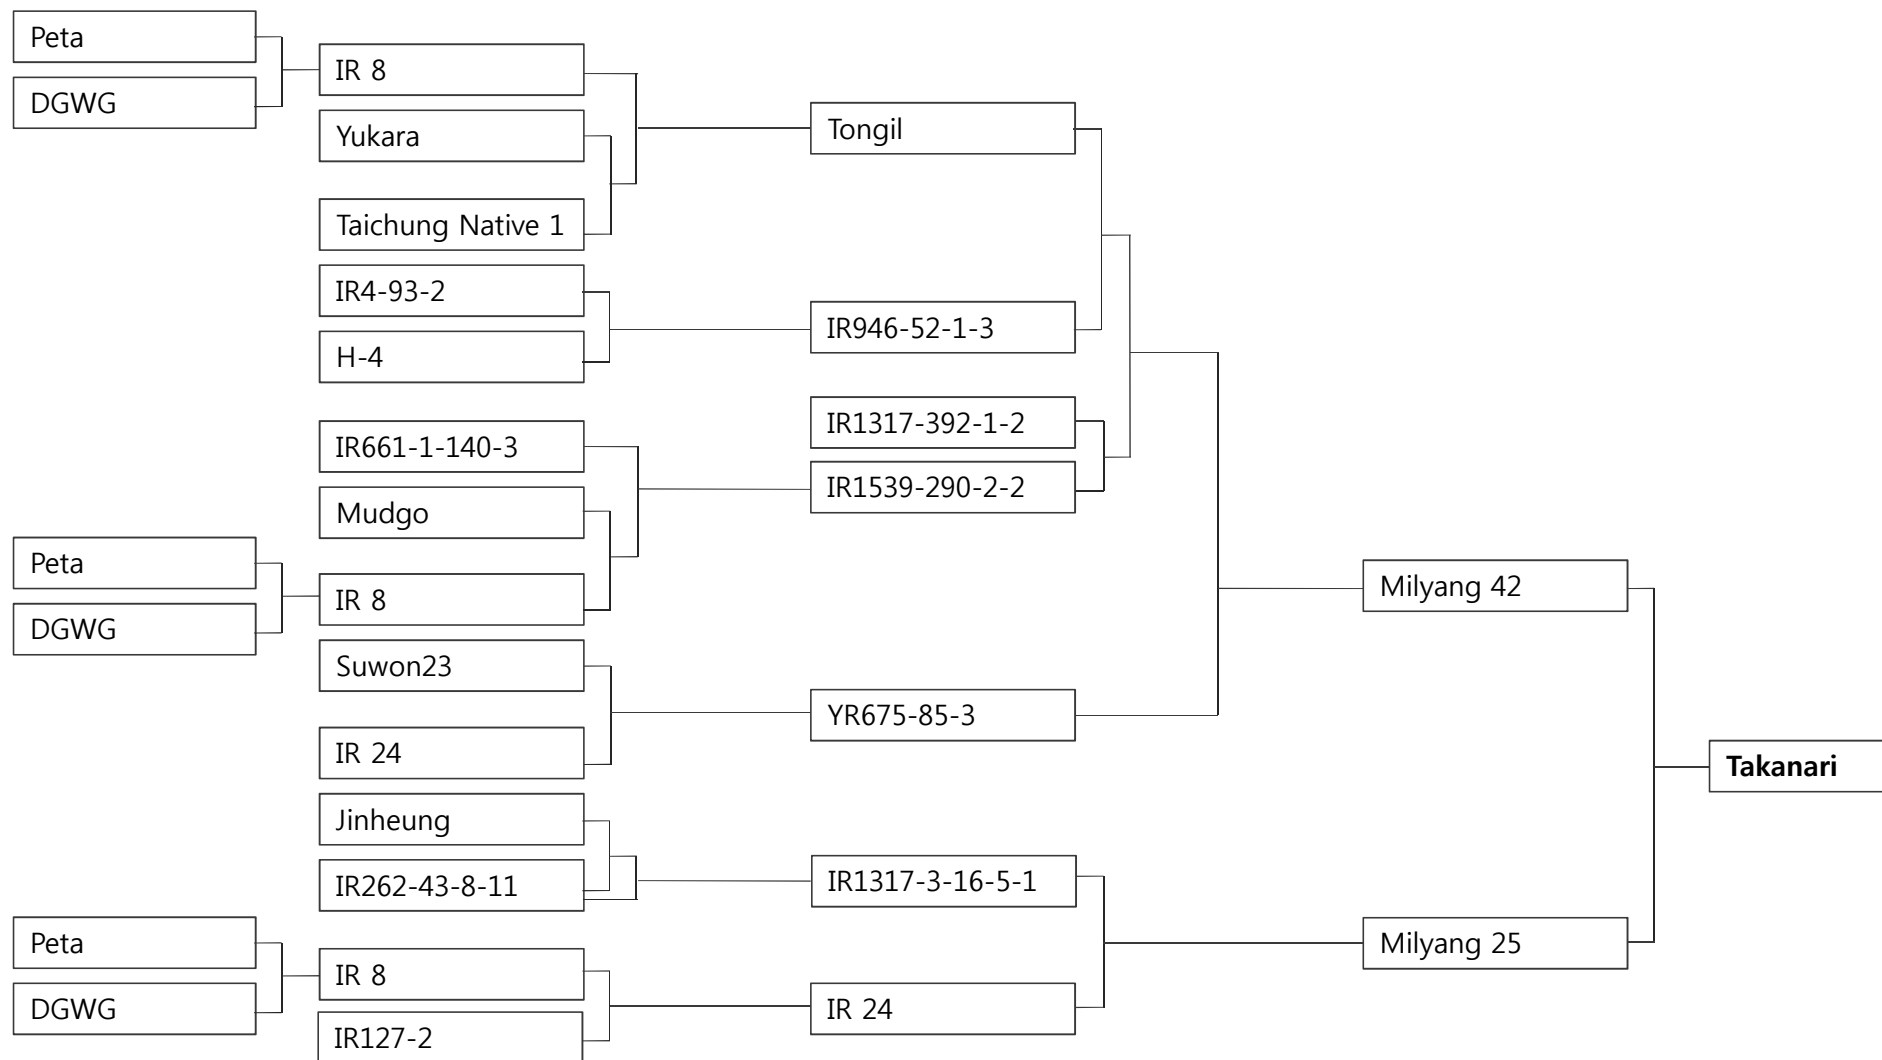 Peta
DGWG
IR 8
Yukara
Taichung Native 1
IR4-93-2
H-4
Tongil
IR946-52-1-3
IR661-1-140-3
Mudgo
Peta
DGWG
IR 8
IR1317-392-1-2
IR1539-290-2-2
Suwon23
IR 24
YR675-85-3
Milyang 42
Jinheung
IR262-43-8-11
IR1317-3-16-5-1
Peta
DGWG
IR 8
IR127-2
IR 24
Milyang 25
Takanari